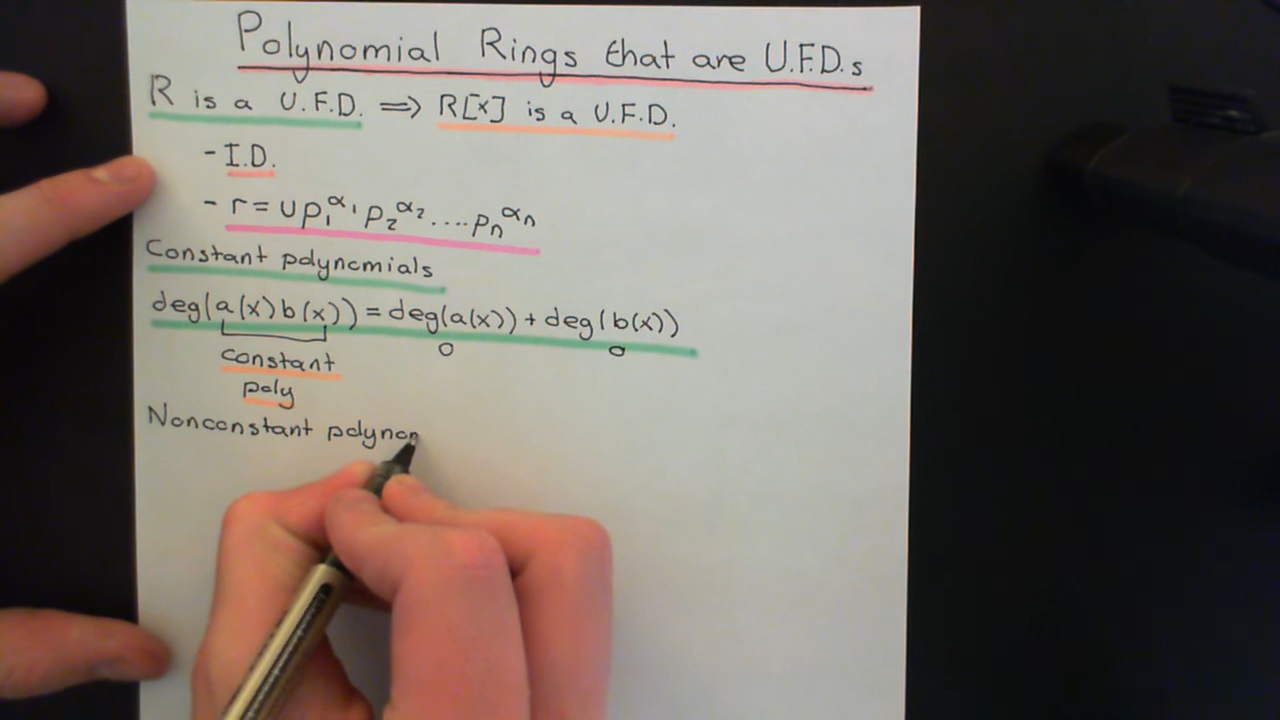 Polynomial Rings that are U.F.D.s
R is a U.F.D. ⟹ R[x] is a U.F.D.
- I.D.
- r = up₁^α₁ p₂^α₂ .... pₙ^αₙ
Constant polynomials
deg(a(x)b(x)) = deg(a(x)) + deg(b(x))
0 0
constant
poly
Nonconstant polynom